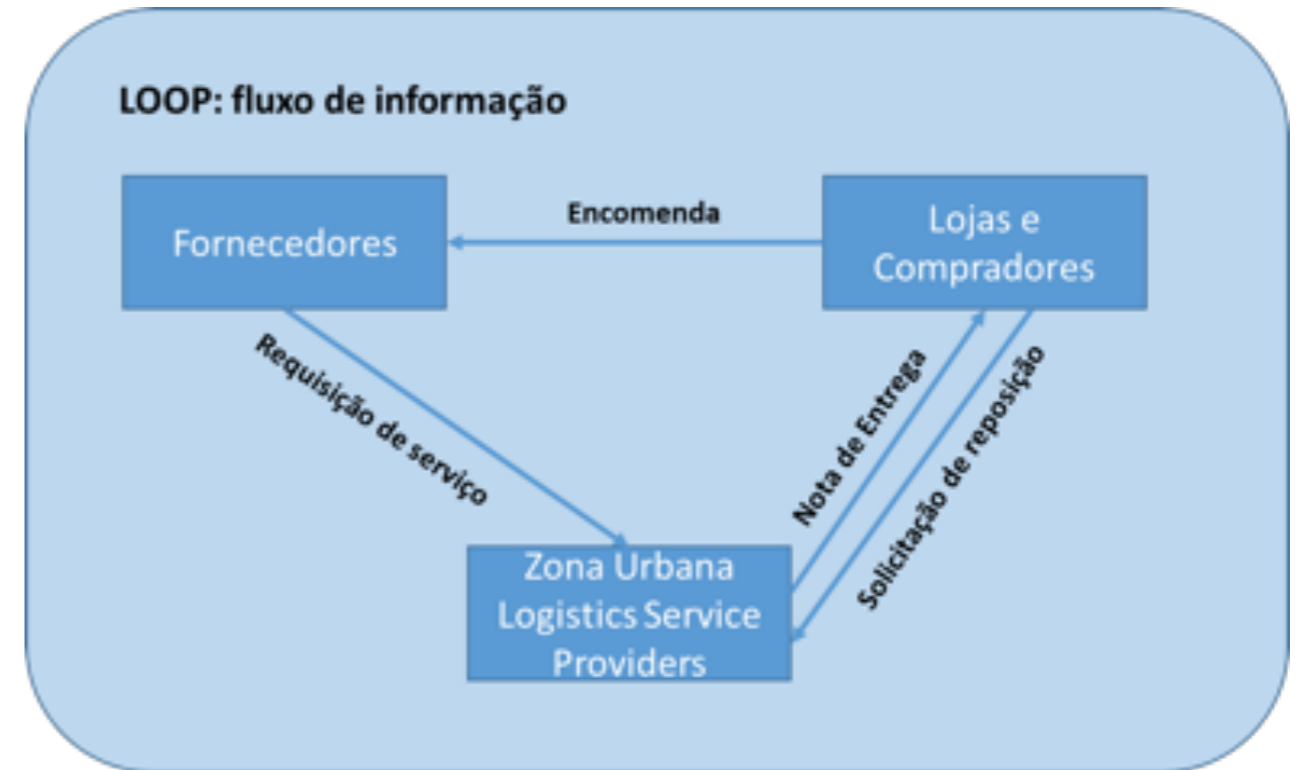 LOOP: fluxo de informação
Fornecedores
Encomenda
Lojas e
Compradores
Requisição de serviço
Nota de Entrega
Solicitação de reposição
Zona Urbana
Logistics Service
Providers